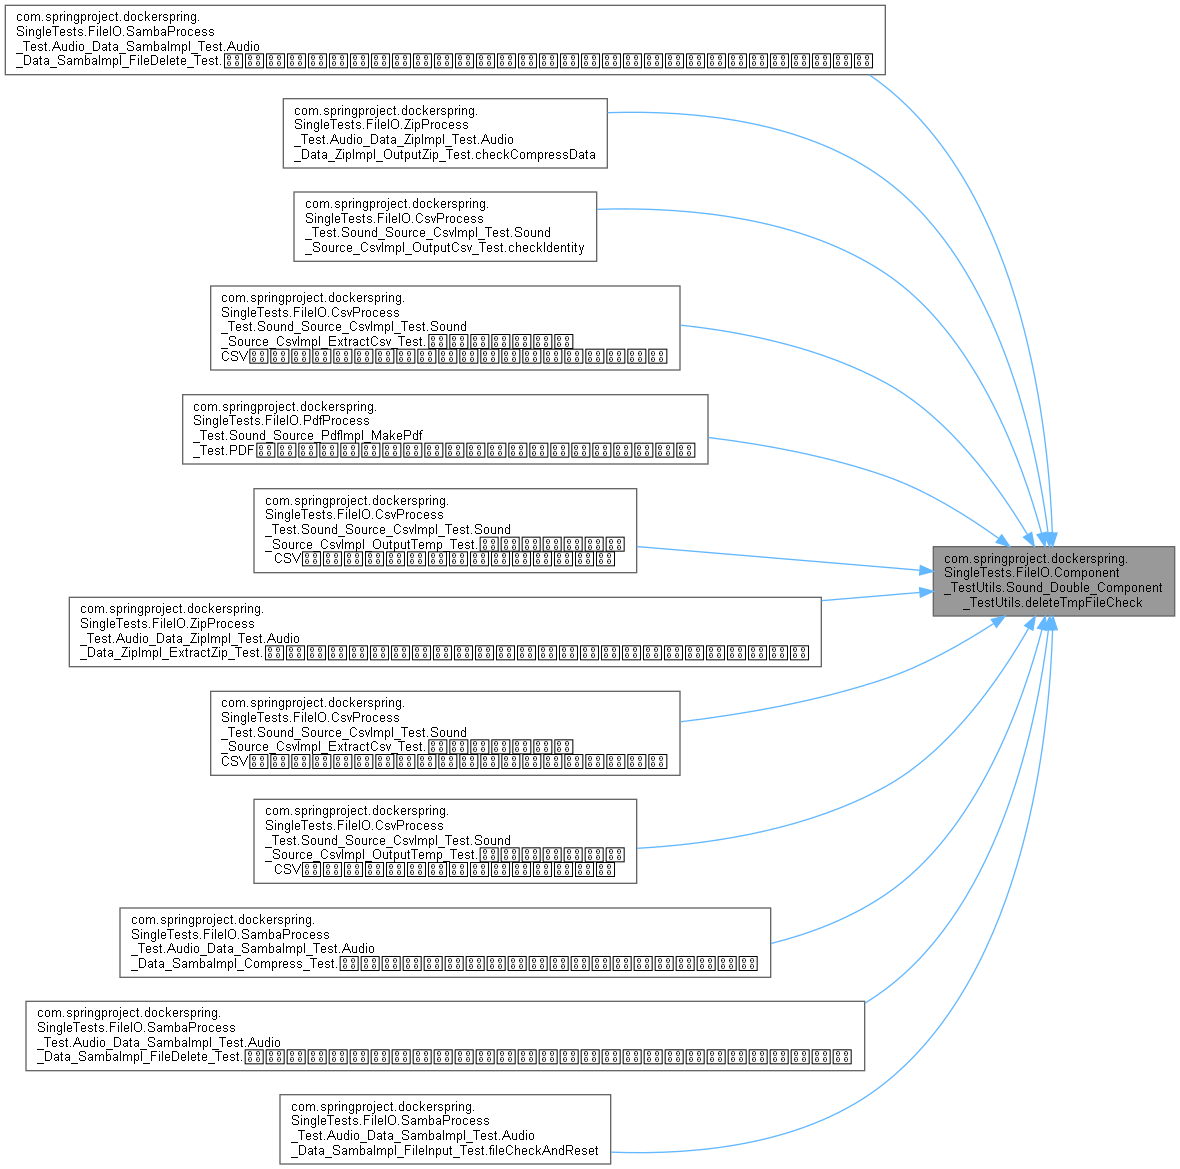 com.springproject.dockerspring.
SingleTests.FileIO.SambaProcess
_Test.Audio_Data_SambaImpl_Test.Audio
_Data_SambaImpl_FileDelete_Test.
com.springproject.dockerspring.
SingleTests.FileIO.ZipProcess
_Test.Audio_Data_ZipImpl_Test.Audio
_Data_ZipImpl_OutputZip_Test.checkCompressData
com.springproject.dockerspring.
SingleTests.FileIO.CsvProcess
_Test.Sound_Source_CsvImpl_Test.Sound
_Source_CsvImpl_OutputCsv_Test.checkIdentity
com.springproject.dockerspring.
SingleTests.FileIO.CsvProcess
_Test.Sound_Source_CsvImpl_Test.Sound
_Source_CsvImpl_ExtractCsv_Test.
CSV
com.springproject.dockerspring.
SingleTests.FileIO.PdfProcess
_Test.Sound_Source_PdfImpl_MakePdf
_Test.PDF
com.springproject.dockerspring.
SingleTests.FileIO.CsvProcess
_Test.Sound_Source_CsvImpl_Test.Sound
_Source_CsvImpl_OutputTemp_Test.
CSV
com.springproject.dockerspring.
SingleTests.FileIO.Component
_TestUtils.Sound_Double_Component
_TestUtils.deleteTmpFileCheck
com.springproject.dockerspring.
SingleTests.FileIO.ZipProcess
_Test.Audio_Data_ZipImpl_Test.Audio
_Data_ZipImpl_ExtractZip_Test.
com.springproject.dockerspring.
SingleTests.FileIO.CsvProcess
_Test.Sound_Source_CsvImpl_Test.Sound
_Source_CsvImpl_ExtractCsv_Test.
CSV
com.springproject.dockerspring.
SingleTests.FileIO.CsvProcess
_Test.Sound_Source_CsvImpl_Test.Sound
_Source_CsvImpl_OutputTemp_Test.
CSV
com.springproject.dockerspring.
SingleTests.FileIO.SambaProcess
_Test.Audio_Data_SambaImpl_Test.Audio
_Data_SambaImpl_Compress_Test.
com.springproject.dockerspring.
SingleTests.FileIO.SambaProcess
_Test.Audio_Data_SambaImpl_Test.Audio
_Data_SambaImpl_FileDelete_Test.
com.springproject.dockerspring.
SingleTests.FileIO.SambaProcess
_Test.Audio_Data_SambaImpl_Test.Audio
_Data_SambaImpl_FileInput_Test.fileCheckAndReset